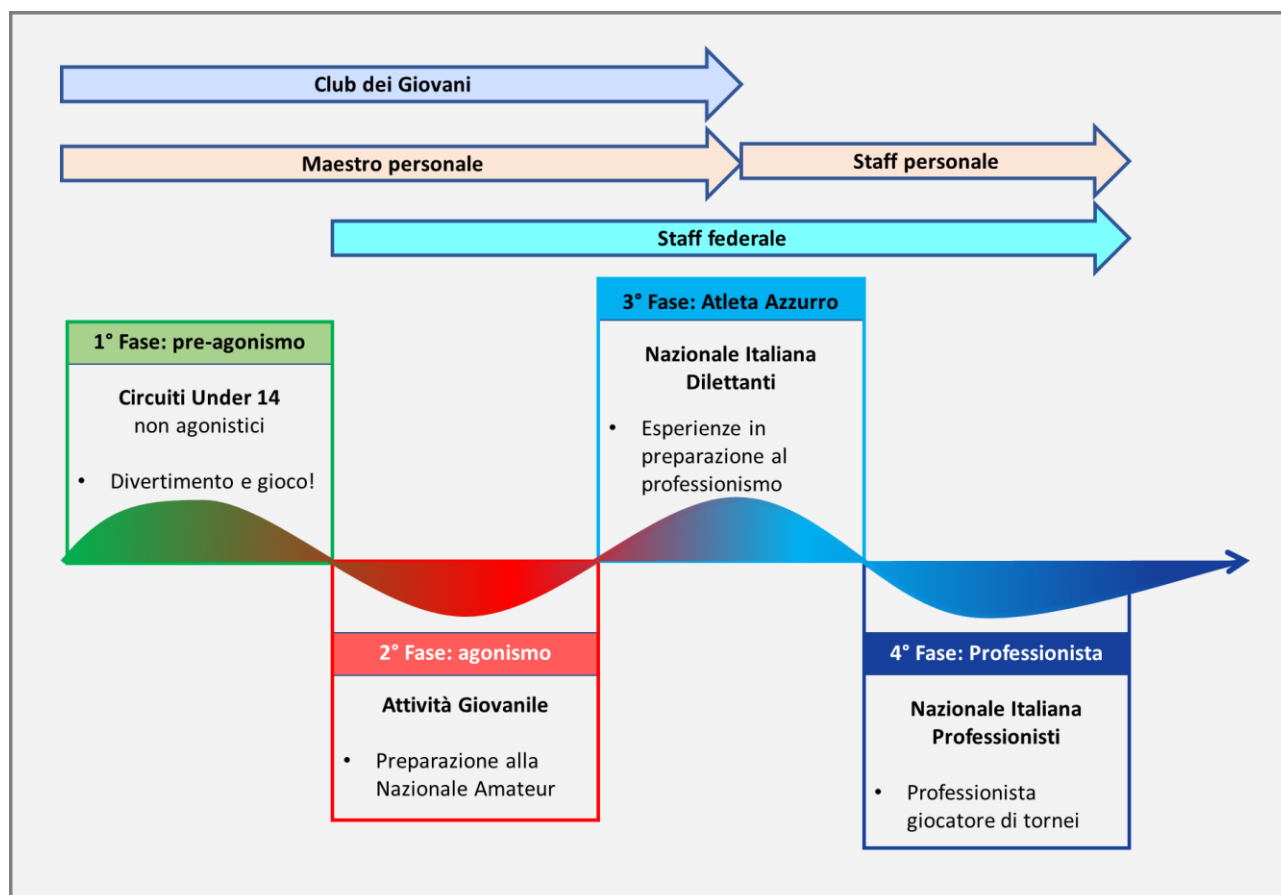 Club dei Giovani
Maestro personale
Staff personale
Staff federale
1° Fase: pre-agonismo
Circuiti Under 14
non agonistici
• Divertimento e gioco!
2° Fase: agonismo
Attività Giovanile
• Preparazione alla
Nazionale Amateur
3° Fase: Atleta Azzurro
Nazionale Italiana
Dilettanti
• Esperienze in
preparazione al
professionismo
4° Fase: Professionista
Nazionale Italiana
Professionisti
• Professionista
giocatore di tornei